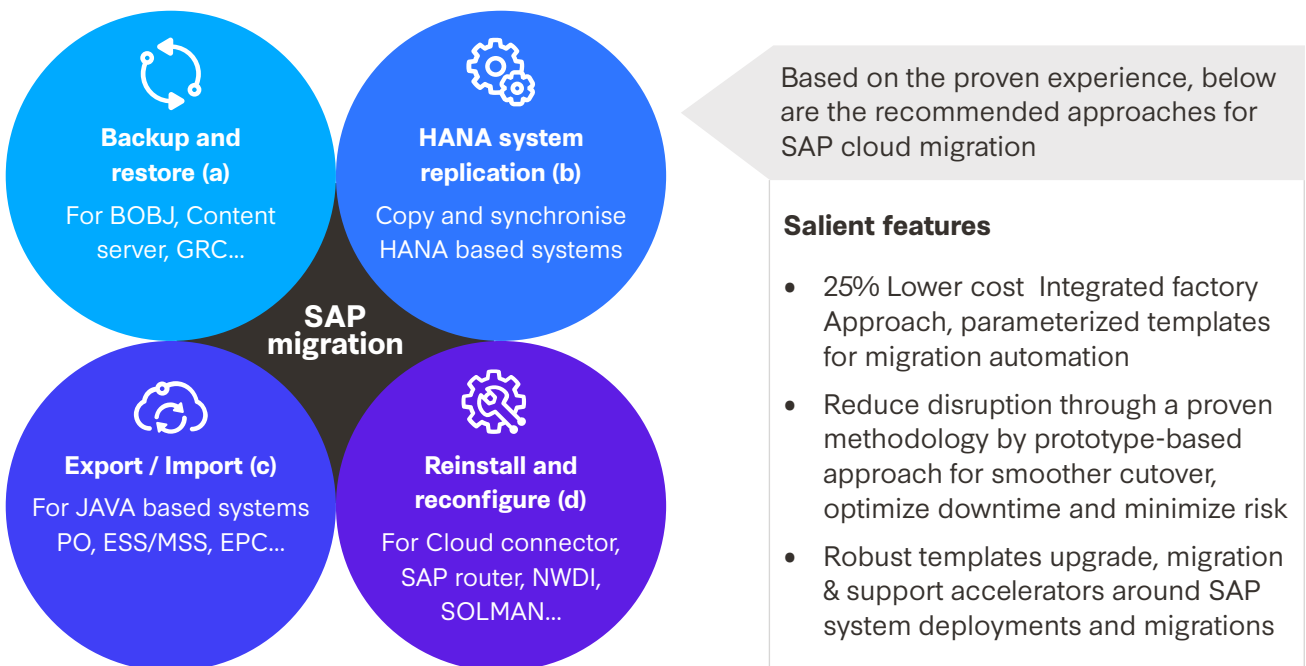 Backup and
restore (a)
For BOBJ, Content
server, GRC...
HANA system
replication (b)
Copy and synchronise
HANA based systems
SAP
migration
Export / Import (c)
For JAVA based systems
PO, ESS/MSS, EPC...
Reinstall and
reconfigure (d)
For Cloud connector,
SAP router, NWDI,
SOLMAN...
Based on the proven experience, below
are the recommended approaches for
SAP cloud migration
Salient features
• 25% Lower cost  Integrated factory
Approach, parameterized templates
for migration automation
• Reduce disruption through a proven
methodology by prototype-based
approach for smoother cutover,
optimize downtime and minimize risk
• Robust templates upgrade, migration
& support accelerators around SAP
system deployments and migrations